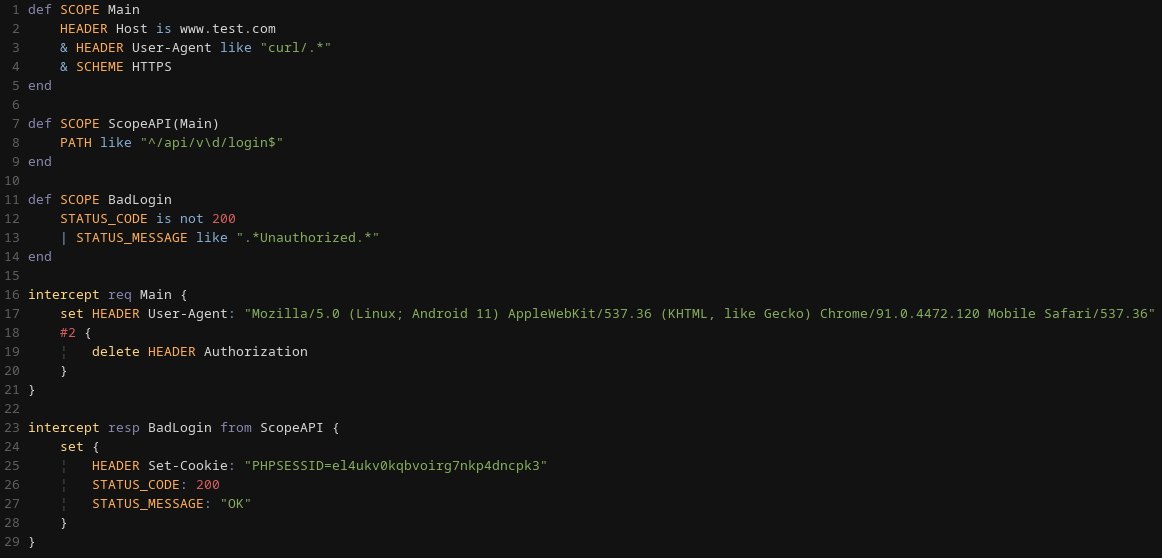 1 def SCOPE Main
2     HEADER Host is www.test.com
3     & HEADER User-Agent like "curl/.*"
4     & SCHEME HTTPS
5 end
6
7 def SCOPE ScopeAPI(Main)
8     PATH like "^/api/v\d/login$"
9 end
10
11 def SCOPE BadLogin
12     STATUS_CODE is not 200
13     | STATUS_MESSAGE like ".*Unauthorized.*"
14 end
15
16 intercept req Main {
17     set HEADER User-Agent: "Mozilla/5.0 (Linux; Android 11) AppleWebKit/537.36 (KHTML, like Gecko) Chrome/91.0.4472.120 Mobile Safari/537.36"
18     #2 {
19     ¦   delete HEADER Authorization
20     }
21 }
22
23 intercept resp BadLogin from ScopeAPI {
24     set {
25     ¦   HEADER Set-Cookie: "PHPSESSID=el4ukv0kqbvoirg7nkp4dncpk3"
26     ¦   STATUS_CODE: 200
27     ¦   STATUS_MESSAGE: "OK"
28     }
29 }